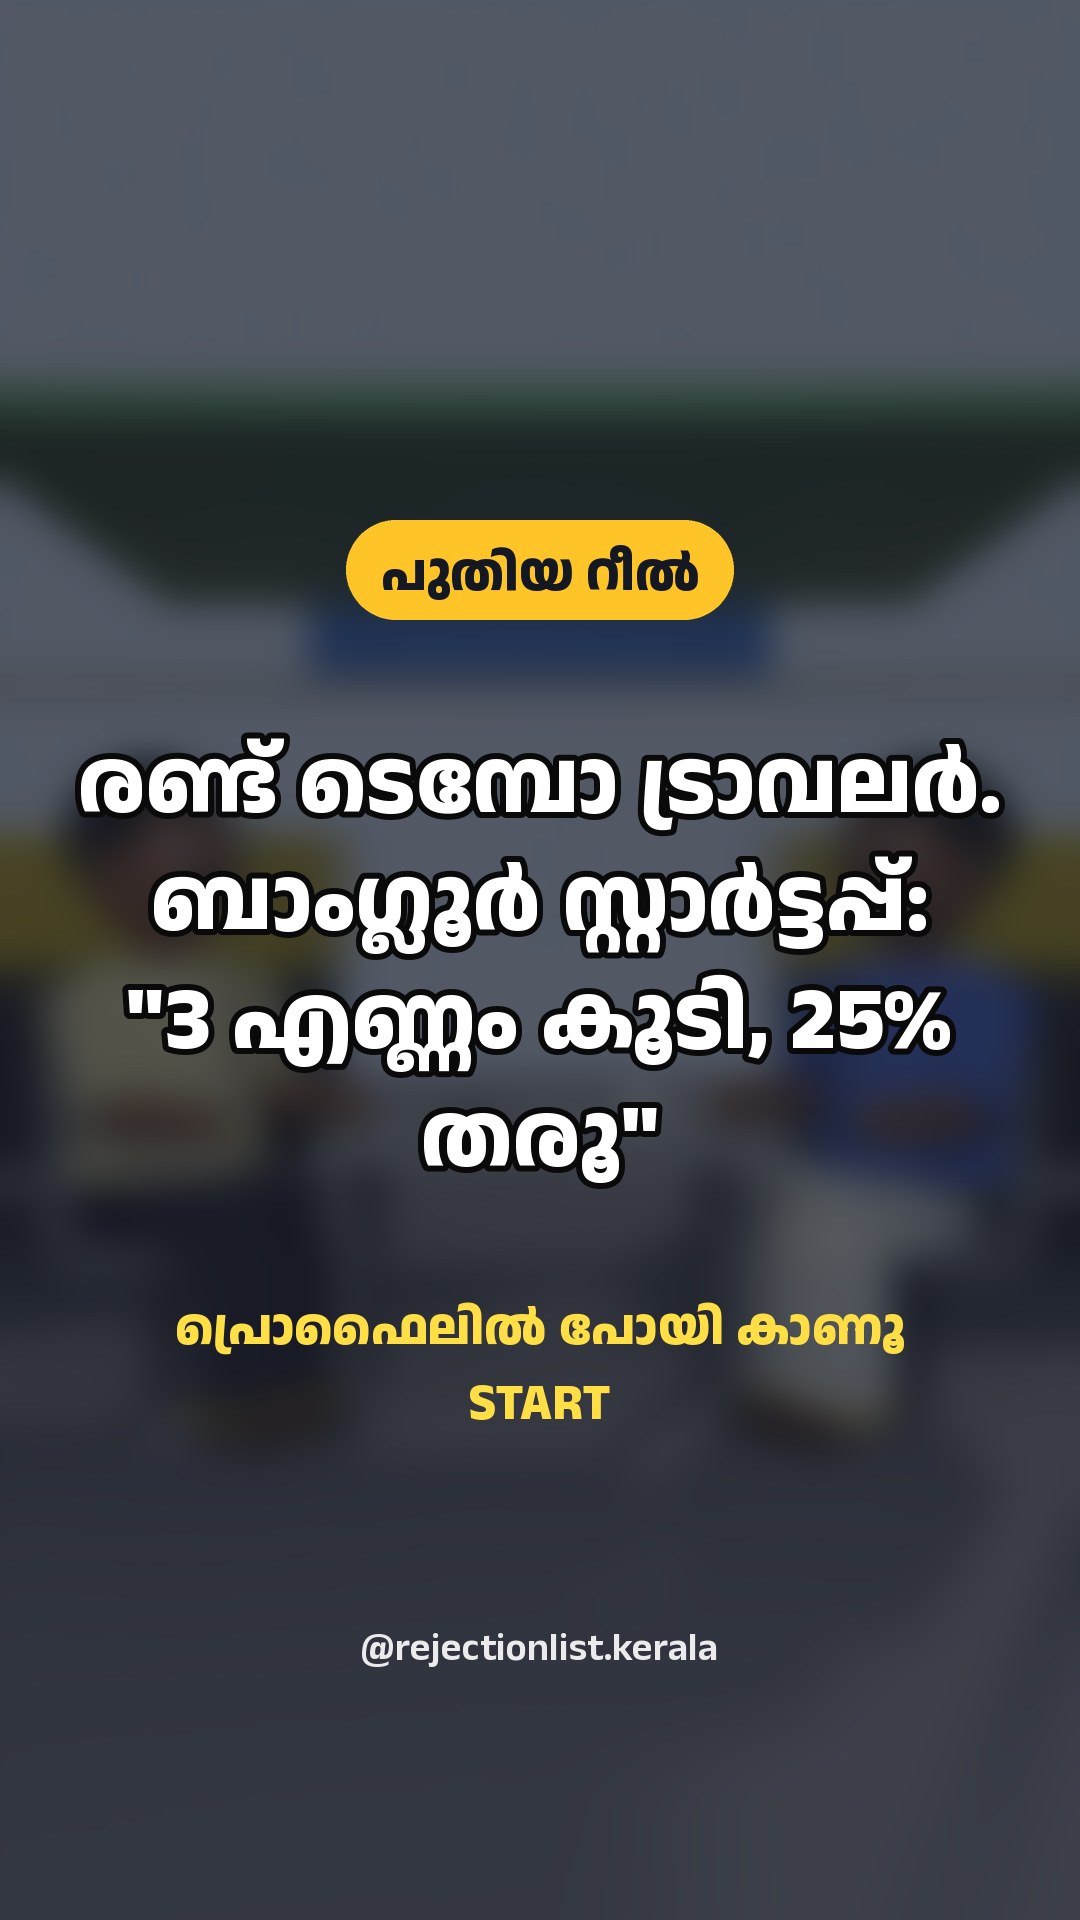 പുതിയ റീൽ
രണ്ട് ടെമ്പോ ട്രാവലർ.
ബാംഗ്ലൂർ സ്റ്റാർട്ടപ്പ്:
"3 എണ്ണം കൂടി, 25%
തരൂ"
പ്രൊഫൈലിൽ പോയി കാണൂ
START
@rejectionlist.kerala